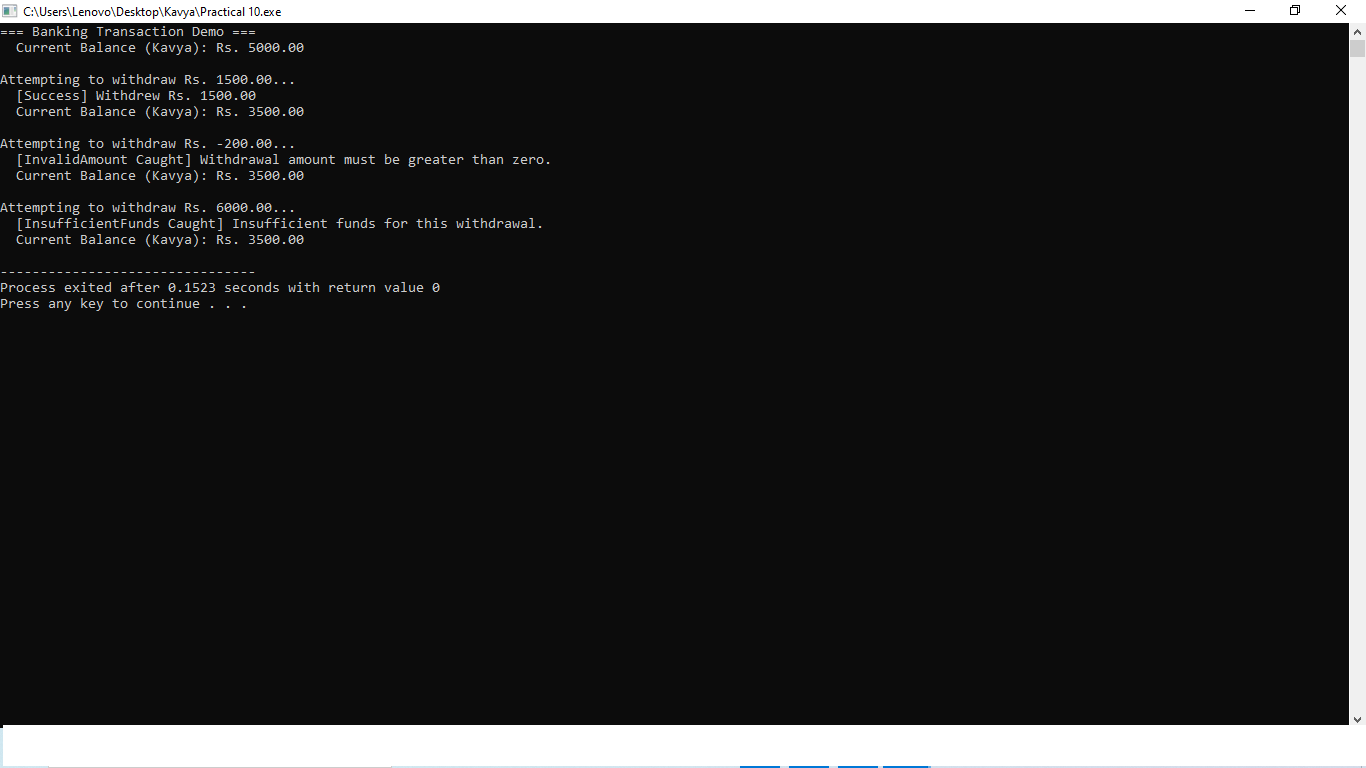 C:\Users\Lenovo\Desktop\Kavya\Practical 10.exe
=== Banking Transaction Demo ===
  Current Balance (Kavya): Rs. 5000.00

Attempting to withdraw Rs. 1500.00...
  [Success] Withdrew Rs. 1500.00
  Current Balance (Kavya): Rs. 3500.00

Attempting to withdraw Rs. -200.00...
  [InvalidAmount Caught] Withdrawal amount must be greater than zero.
  Current Balance (Kavya): Rs. 3500.00

Attempting to withdraw Rs. 6000.00...
  [InsufficientFunds Caught] Insufficient funds for this withdrawal.
  Current Balance (Kavya): Rs. 3500.00

--------------------------------
Process exited after 0.1523 seconds with return value 0
Press any key to continue . . .